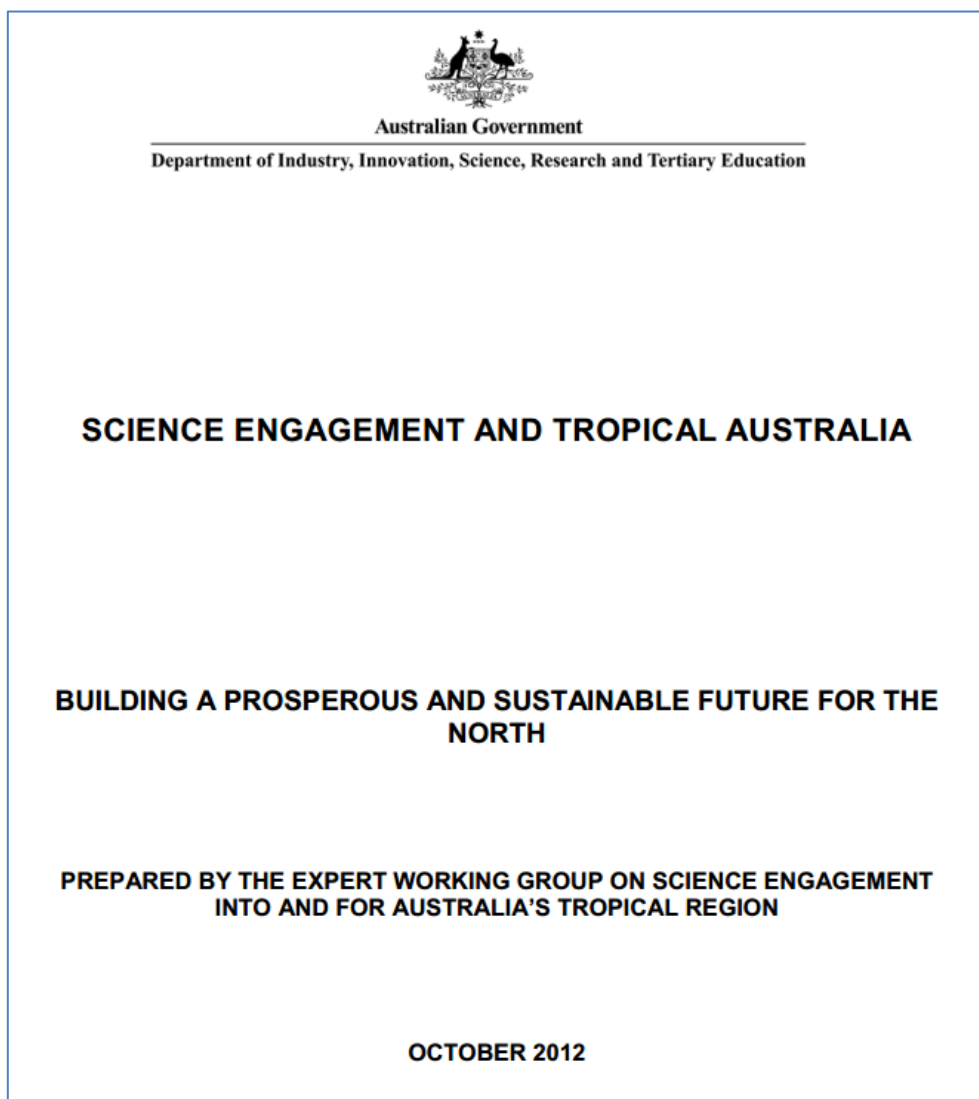 Australian Government
Department of Industry, Innovation, Science, Research and Tertiary Education
SCIENCE ENGAGEMENT AND TROPICAL AUSTRALIA
BUILDING A PROSPEROUS AND SUSTAINABLE FUTURE FOR THE
NORTH
PREPARED BY THE EXPERT WORKING GROUP ON SCIENCE ENGAGEMENT
INTO AND FOR AUSTRALIA'S TROPICAL REGION
OCTOBER 2012